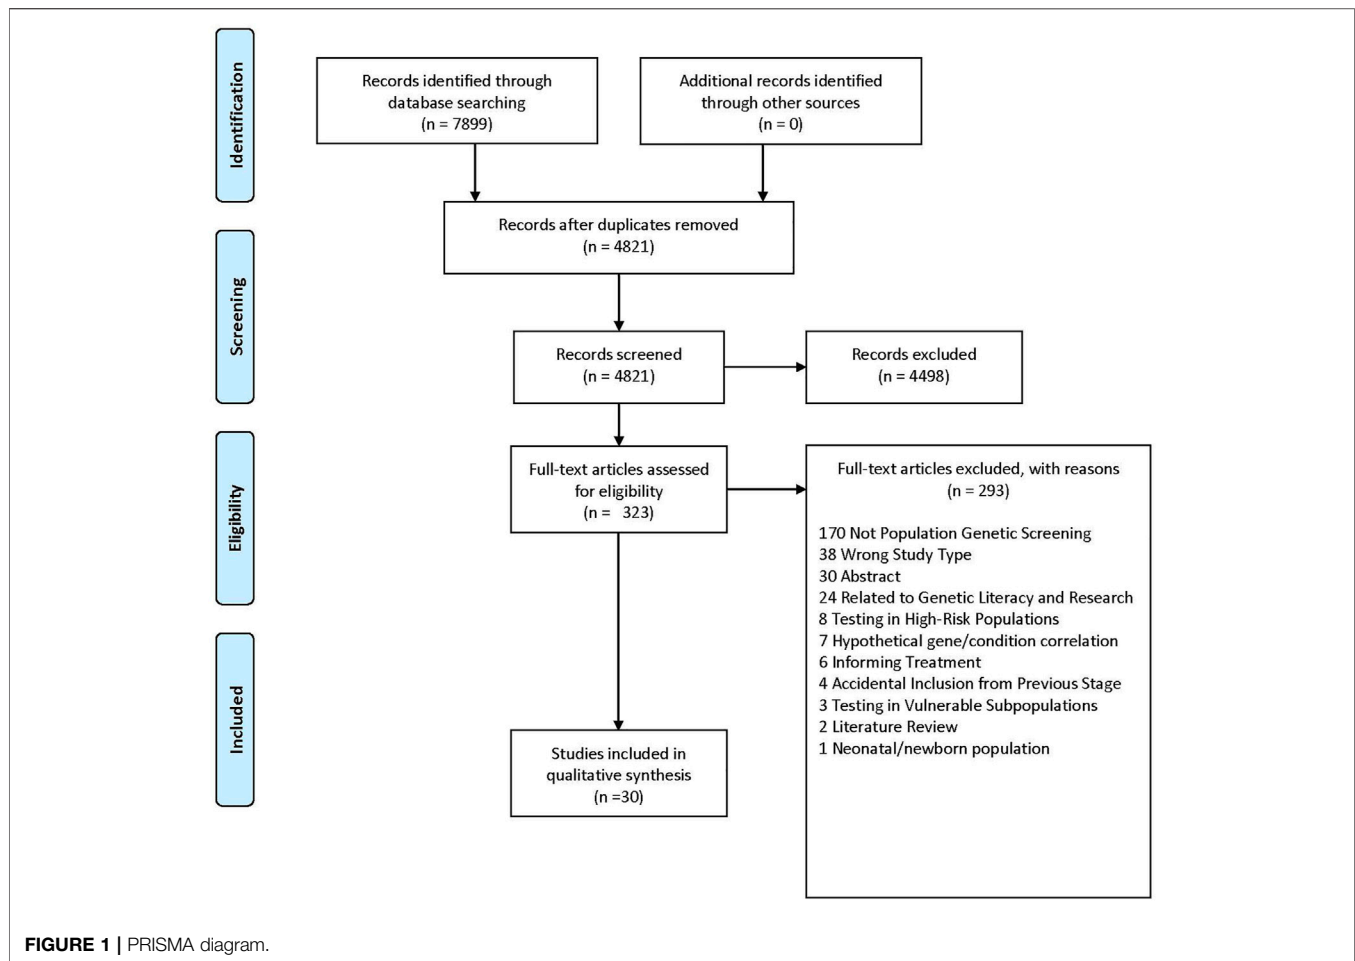 Identification
Records identified through
database searching
(n = 7899)
Additional records identified
through other sources
(n = 0)
Records after duplicates removed
(n = 4821)
Screening
Records screened
(n = 4821)
Records excluded
(n = 4498)
Eligibility
Full-text articles assessed
for eligibility
(n =   323)
Full-text articles excluded, with reasons
(n = 293)
170 Not Population Genetic Screening
38 Wrong Study Type
30 Abstract
24 Related to Genetic Literacy and Research
8 Testing in High-Risk Populations
7 Hypothetical gene/condition correlation
6 Informing Treatment
4 Accidental Inclusion from Previous Stage
3 Testing in Vulnerable Subpopulations
2 Literature Review
1 Neonatal/newborn population
Included
Studies included in
qualitative synthesis
(n =30)
FIGURE 1 | PRISMA diagram.